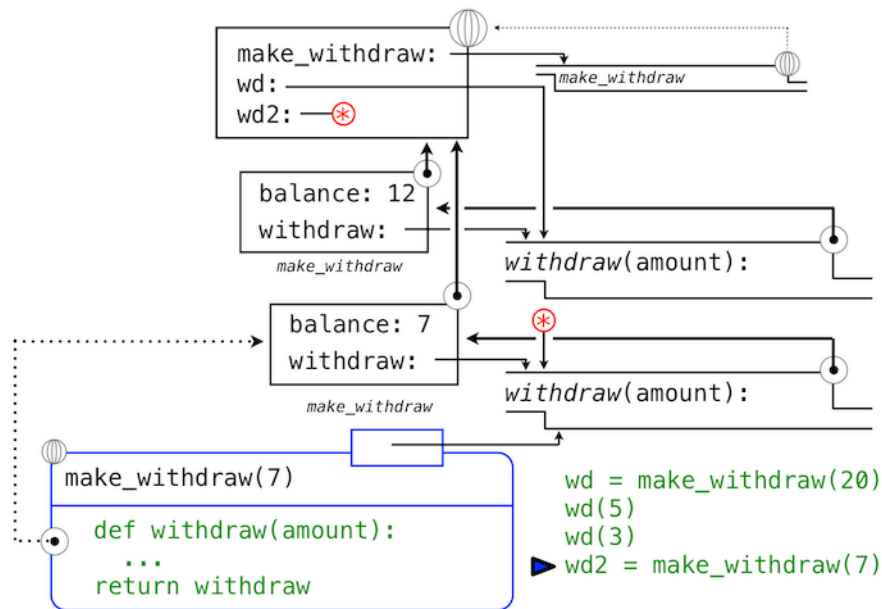 make_withdraw:
make_withdraw
wd:
wd2:
balance: 12
withdraw:
make_withdraw
withdraw(amount):
balance: 7
withdraw:
make_withdraw
withdraw(amount):
make_withdraw(7)
def withdraw(amount):
...
return withdraw
wd = make_withdraw(20)
wd(5)
wd(3)
wd2 = make_withdraw(7)